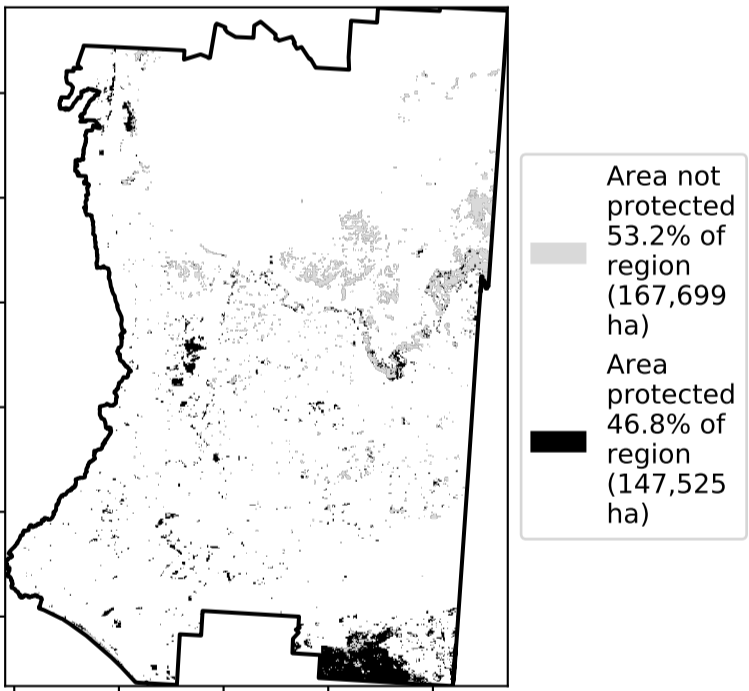 Area not
protected
53.2% of
region
(167,699
ha)
Area
protected
46.8% of
region
(147,525
ha)